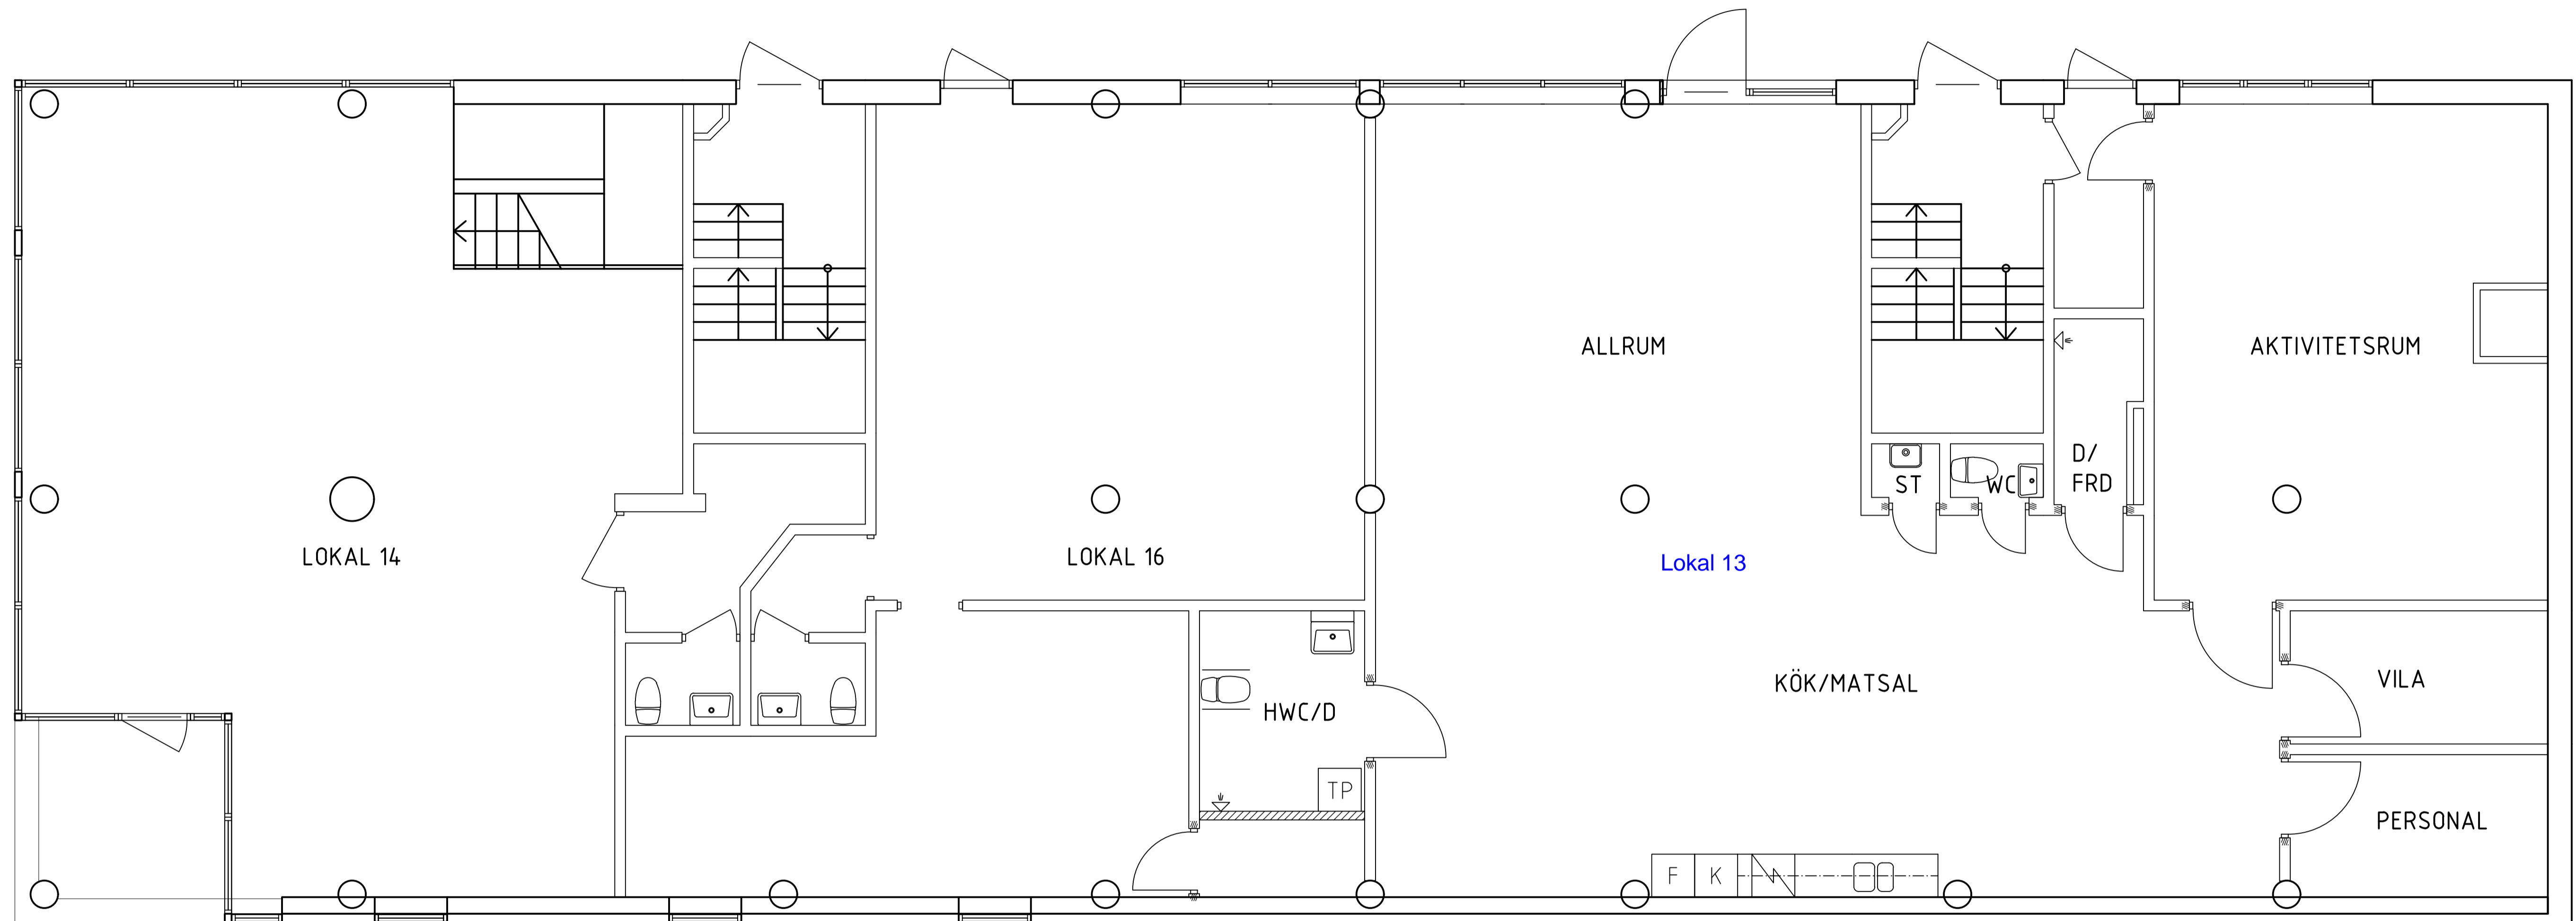 ALLRUM
AKTIVITETSRUM
D/
FRD
ST
WC
LOKAL 14
LOKAL 16
Lokal 13
VILA
KÖK/MATSAL
HWC/D
TP
PERSONAL
F
K